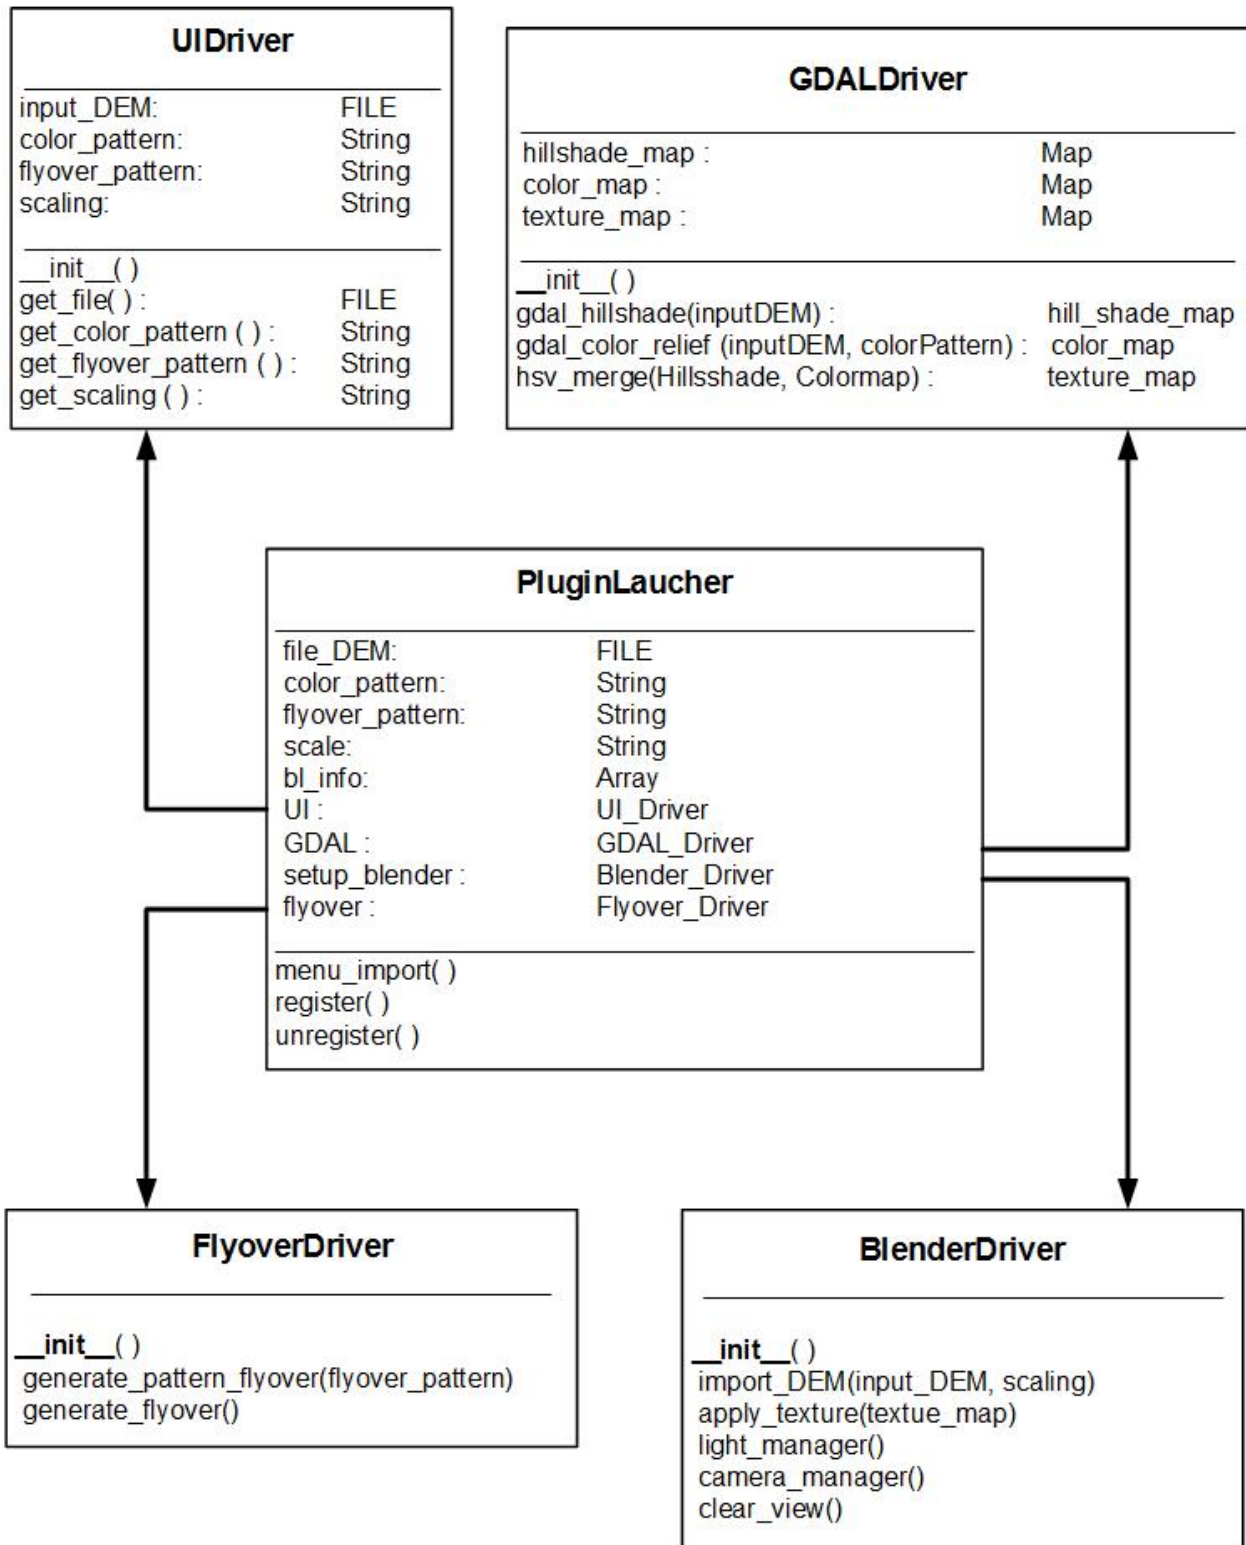 UIDriver
input_DEM: FILE
color_pattern: String
flyover_pattern: String
scaling: String
__init__( )
get_file( ) : FILE
get_color_pattern ( ) : String
get_flyover_pattern ( ) : String
get_scaling ( ) : String
GDALDriver
hillshade_map : Map
color_map : Map
texture_map : Map
__init__( )
gdal_hillshade(inputDEM) : hill_shade_map
gdal_color_relief (inputDEM, colorPattern) : color_map
hsv_merge(Hillsshade, Colormap) : texture_map
PluginLaucher
file_DEM: FILE
color_pattern: String
flyover_pattern: String
scale: String
bl_info: Array
UI : UI_Driver
GDAL : GDAL_Driver
setup_blender : Blender_Driver
flyover : Flyover_Driver
menu_import( )
register( )
unregister( )
FlyoverDriver
__init__( )
generate_pattern_flyover(flyover_pattern)
generate_flyover()
BlenderDriver
__init__( )
import_DEM(input_DEM, scaling)
apply_texture(textue_map)
light_manager()
camera_manager()
clear_view()